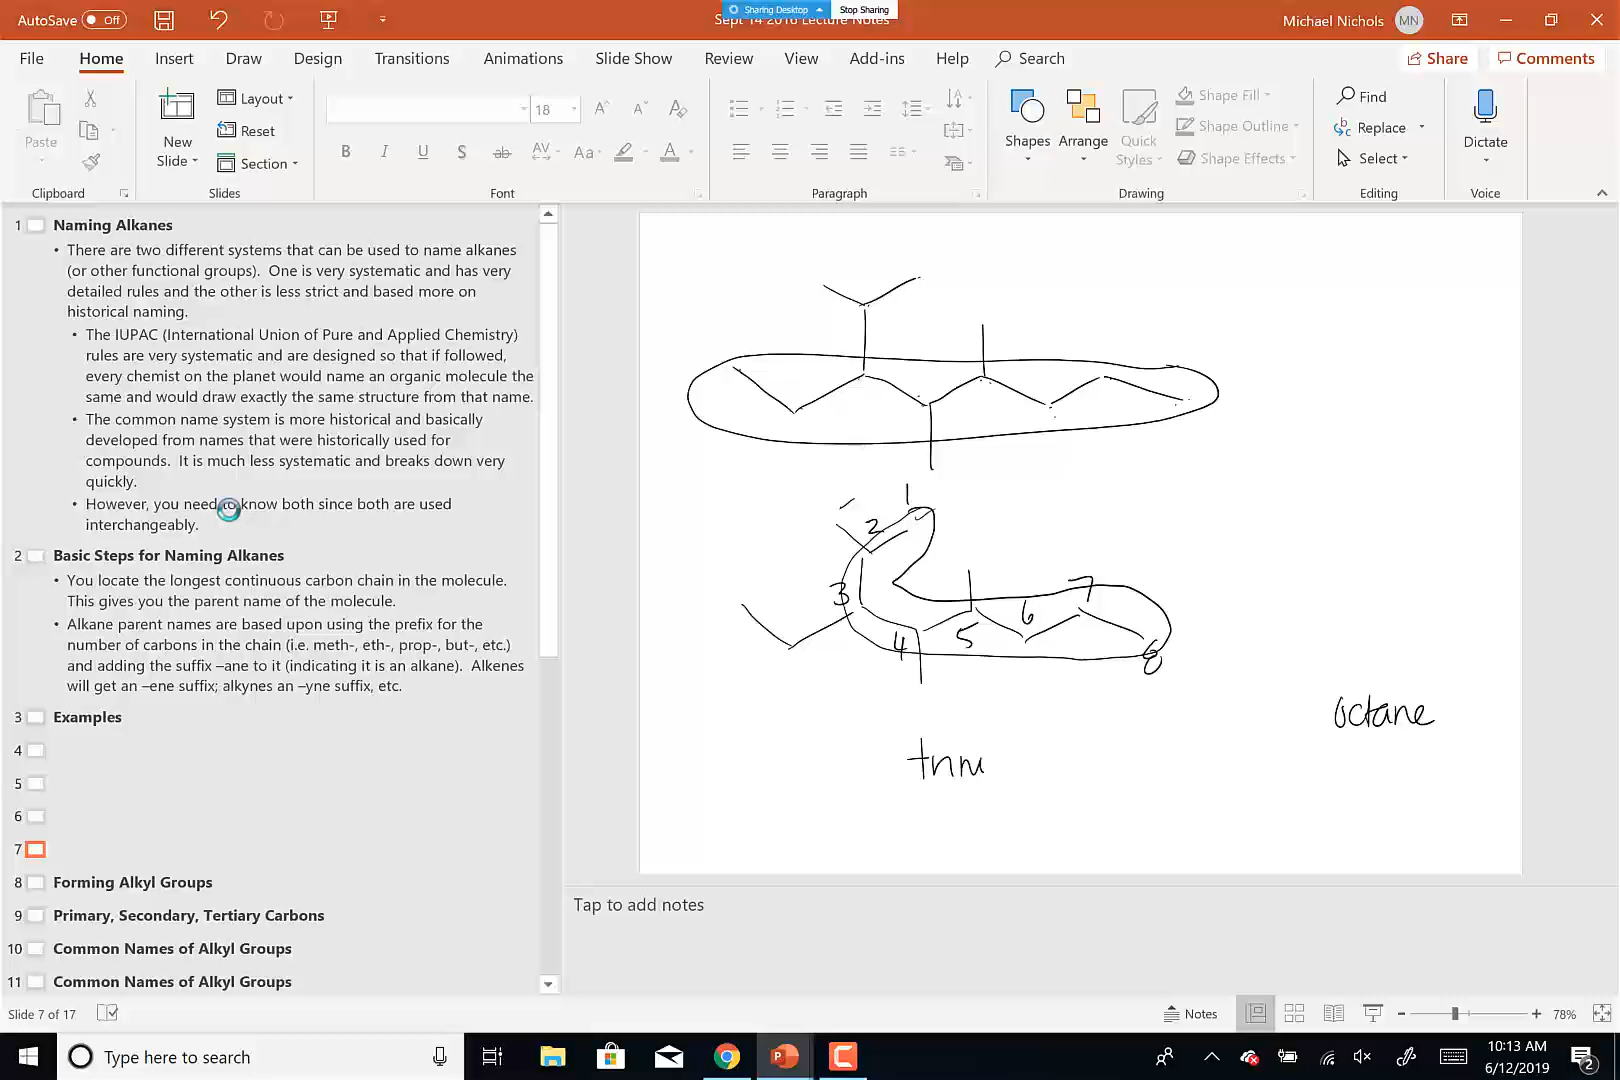 AutoSave Off
Sharing Desktop Stop Sharing
Sept 14 2016 Lecture Notes
Michael Nichols MN
File Home Insert Draw Design Transitions Animations Slide Show Review View Add-ins Help Search Share Comments
Paste
New Slide
Layout
Reset
Section
18
B I U S ab AV Aa A
Shapes Arrange Quick Styles
Shape Fill
Shape Outline
Shape Effects
Find
Replace
Select
Dictate
Clipboard Slides Font Paragraph Drawing Editing Voice
1 Naming Alkanes
• There are two different systems that can be used to name alkanes
(or other functional groups). One is very systematic and has very
detailed rules and the other is less strict and based more on
historical naming.
• The IUPAC (International Union of Pure and Applied Chemistry)
rules are very systematic and are designed so that if followed,
every chemist on the planet would name an organic molecule the
same and would draw exactly the same structure from that name.
• The common name system is more historical and basically
developed from names that were historically used for
compounds. It is much less systematic and breaks down very
quickly.
• However, you need to know both since both are used
interchangeably.
2 Basic Steps for Naming Alkanes
• You locate the longest continuous carbon chain in the molecule.
This gives you the parent name of the molecule.
• Alkane parent names are based upon using the prefix for the
number of carbons in the chain (i.e. meth-, eth-, prop-, but-, etc.)
and adding the suffix –ane to it (indicating it is an alkane). Alkenes
will get an –ene suffix; alkynes an –yne suffix, etc.
3 Examples
4
5
6
7
8 Forming Alkyl Groups
9 Primary, Secondary, Tertiary Carbons
10 Common Names of Alkyl Groups
11 Common Names of Alkyl Groups
1
2
3
4
5
6
7
8
octane
Tap to add notes
Slide 7 of 17
Notes
78%
Type here to search
10:13 AM
6/12/2019
2